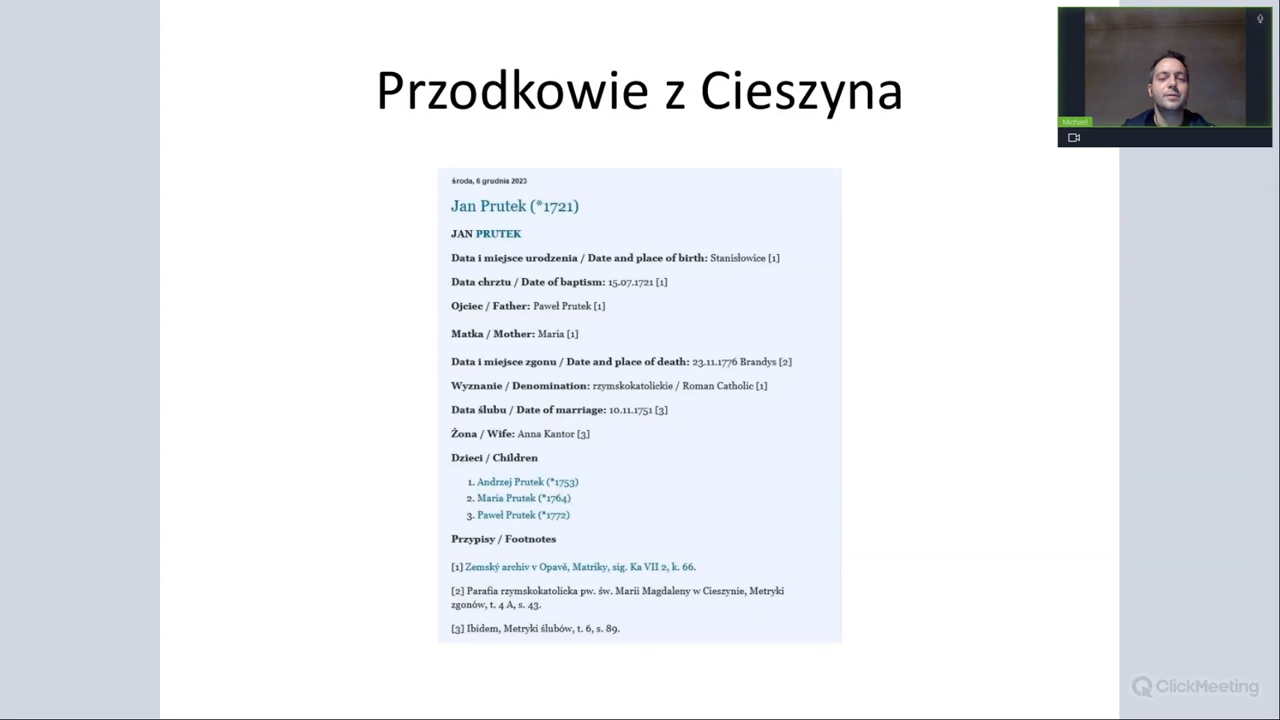 Przodkowie z Cieszyna
Michael
środa, 6 grudnia 2023
Jan Prutek (*1721)
JAN PRUTEK
Data i miejsce urodzenia / Date and place of birth: Stanisłowice [1]
Data chrztu / Date of baptism: 15.07.1721 [1]
Ojciec / Father: Paweł Prutek [1]
Matka / Mother: Maria [1]
Data i miejsce zgonu / Date and place of death: 23.11.1776 Brandys [2]
Wyznanie / Denomination: rzymskokatolickie / Roman Catholic [1]
Data ślubu / Date of marriage: 10.11.1751 [3]
Żona / Wife: Anna Kantor [3]
Dzieci / Children
1. Andrzej Prutek (*1753)
2. Maria Prutek (*1764)
3. Paweł Prutek (*1772)
Przypisy / Footnotes
[1] Zemský archiv v Opavě, Matriky, sig. Ka VII 2, k. 66.
[2] Parafia rzymskokatolicka pw. św. Marii Magdaleny w Cieszynie, Metryki
zgonów, t. 4 A, s. 43.
[3] Ibidem, Metryki ślubów, t. 6, s. 89.
ClickMeeting